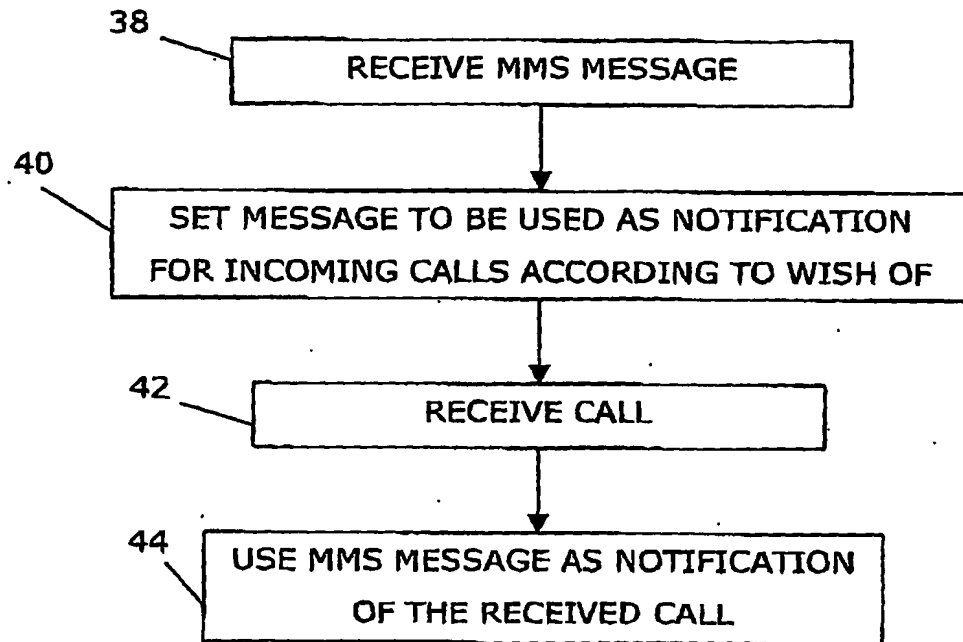 38
RECEIVE MMS MESSAGE
40
SET MESSAGE TO BE USED AS NOTIFICATION
FOR INCOMING CALLS ACCORDING TO WISH OF
42
RECEIVE CALL
44
USE MMS MESSAGE AS NOTIFICATION
OF THE RECEIVED CALL